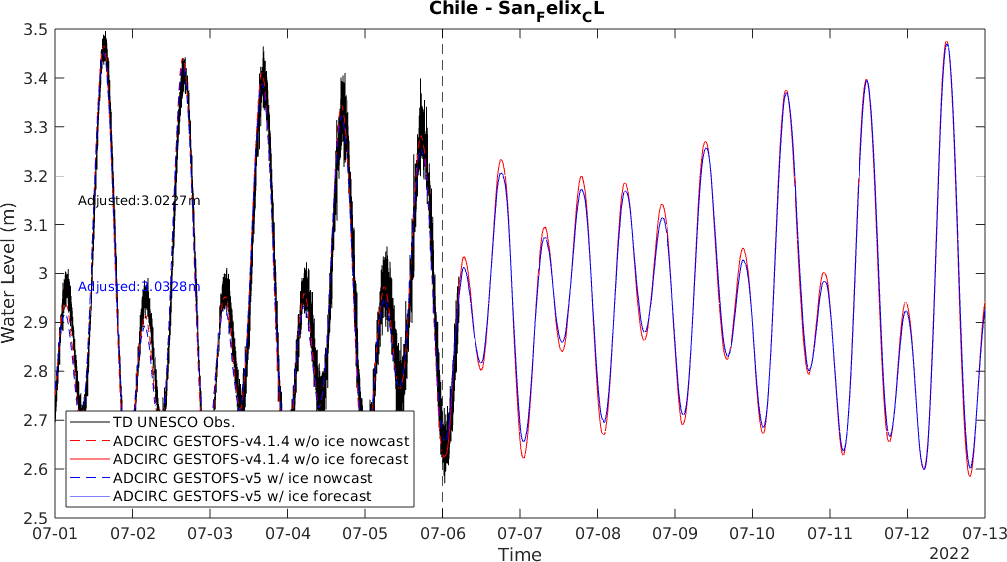 Chile - San_Felix_CL
3.5
3.4
3.3
3.2
3.1
3
2.9
2.8
2.7
2.6
2.5
Water Level (m)
Adjusted:3.0227m
Adjusted:3.0328m
TD UNESCO Obs.
ADCIRC GESTOFS-v4.1.4 w/o ice nowcast
ADCIRC GESTOFS-v4.1.4 w/o ice forecast
ADCIRC GESTOFS-v5 w/ ice nowcast
ADCIRC GESTOFS-v5 w/ ice forecast
07-01 07-02 07-03 07-04 07-05 07-06 07-07 07-08 07-09 07-10 07-11 07-12 07-13
Time
2022